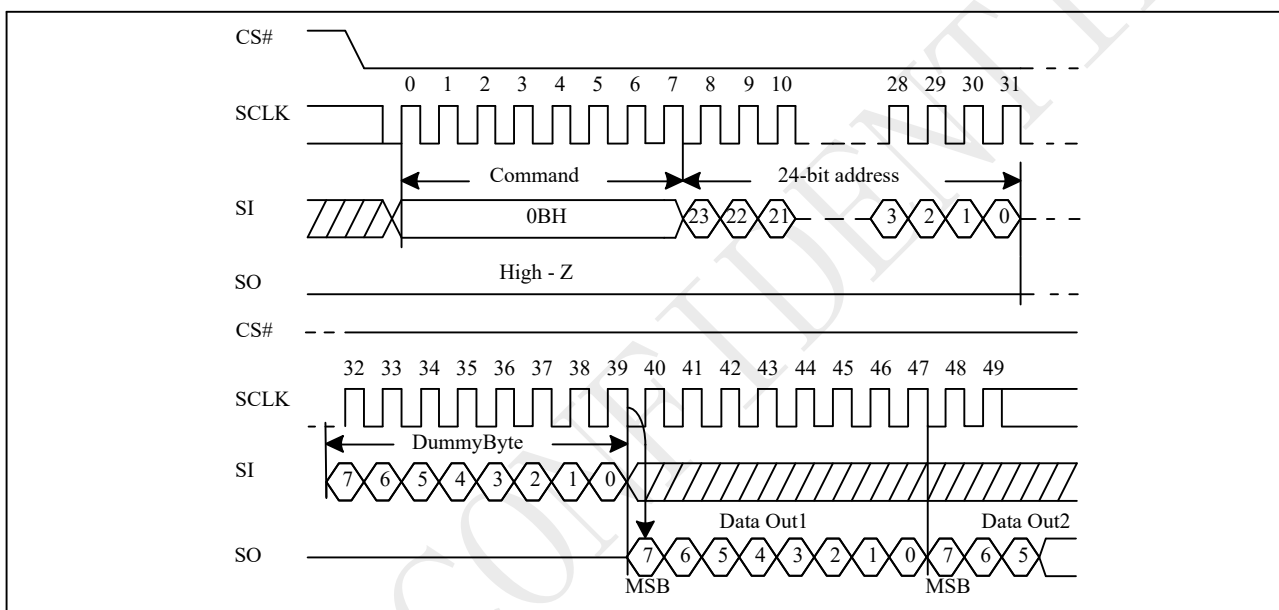 CS#
0 1 2 3 4 5 6 7 8 9 10 28 29 30 31
SCLK
Command 24-bit address
SI 0BH 23 22 21 3 2 1 0
High - Z
SO
CS#
32 33 34 35 36 37 38 39 40 41 42 43 44 45 46 47 48 49
SCLK
DummyByte
SI 7 6 5 4 3 2 1 0
Data Out1 Data Out2
SO 7 6 5 4 3 2 1 0 7 6 5
MSB MSB
CONFIDENTI